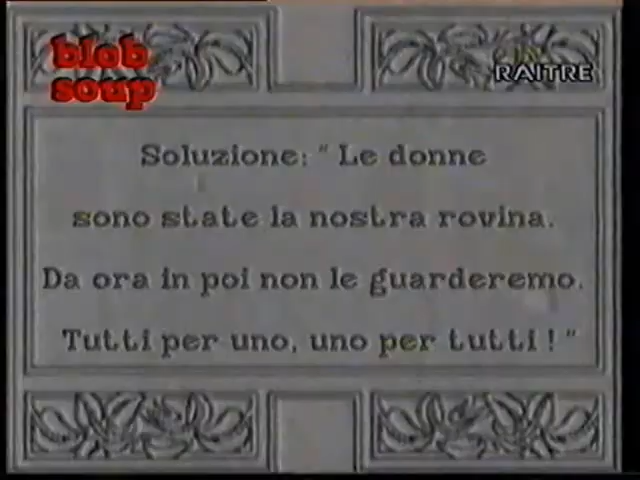 blob
soup
RAITRE
Soluzione: " Le donne
sono state la nostra rovina.
Da ora in poi non le guarderemo.
Tutti per uno, uno per tutti ! "